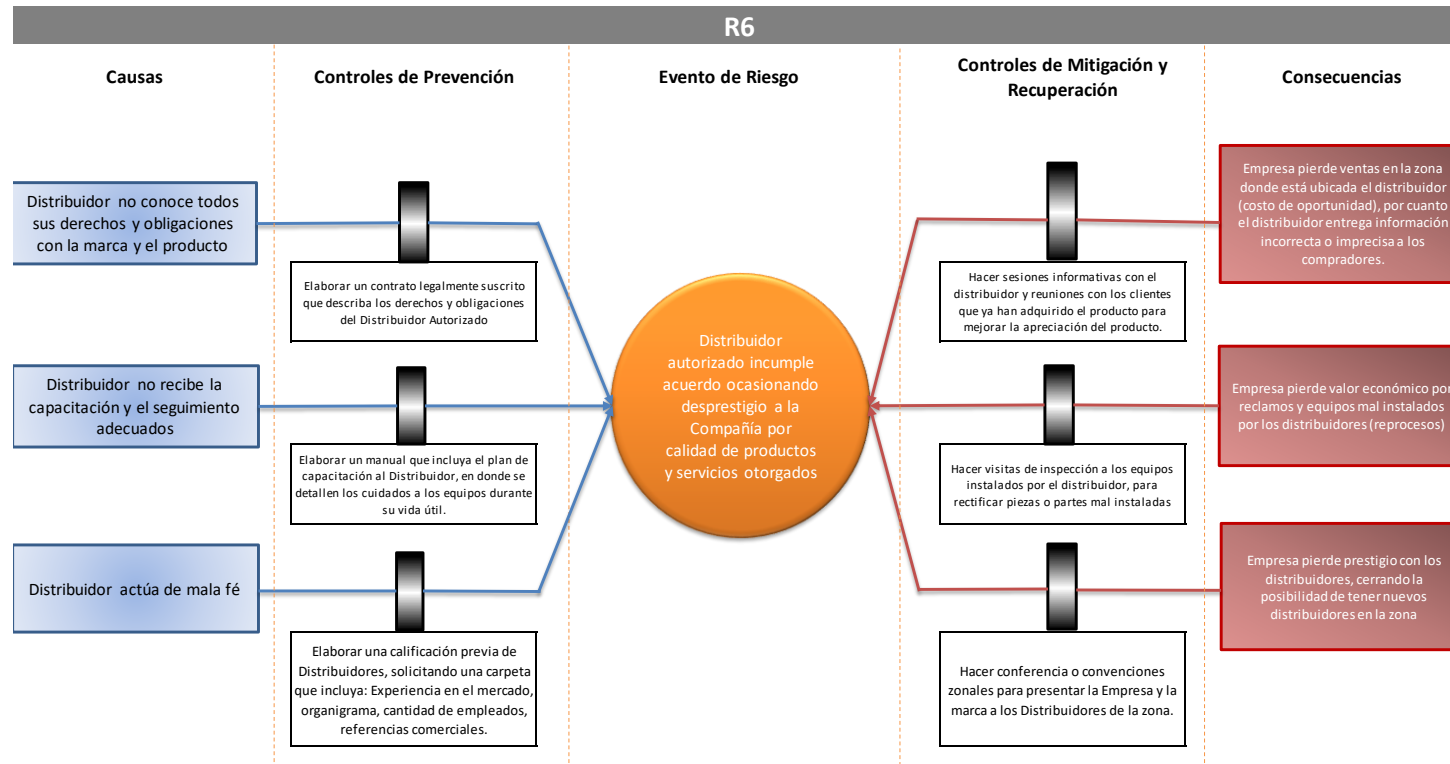 R6
Causas
Controles de Prevención
Evento de Riesgo
Controles de Mitigación y
Recuperación
Consecuencias
Distribuidor no conoce todos
sus derechos y obligaciones
con la marca y el producto
Elaborar un contrato legalmente suscrito
que describa los derechos y obligaciones
del Distribuidor Autorizado
Distribuidor no recibe la
capacitación y el seguimiento
adecuados
Elaborar un manual que incluya el plan de
capacitación al Distribuidor, en donde se
detallen los cuidados a los equipos durante
su vida útil.
Distribuidor actúa de mala fé
Elaborar una calificación previa de
Distribuidores, solicitando una carpeta
que incluya: Experiencia en el mercado,
organigrama, cantidad de empleados,
referencias comerciales.
Distribuidor
autorizado incumple
acuerdo ocasionando
desprestigio a la
Compañía por
calidad de productos
y servicios otorgados
Hacer sesiones informativas con el
distribuidor y reuniones con los clientes
que ya han adquirido el producto para
mejorar la apreciación del producto.
Hacer visitas de inspección a los equipos
instalados por el distribuidor, para
rectificar piezas o partes mal instaladas
Hacer conferencia o convenciones
zonales para presentar la Empresa y la
marca a los Distribuidores de la zona.
Empresa pierde ventas en la zona
donde está ubicada el distribuidor
(costo de oportunidad), por cuanto
el distribuidor entrega información
incorrecta o imprecisa a los
compradores.
Empresa pierde valor económico por
reclamos y equipos mal instalados
por los distribuidores (reprocesos)
Empresa pierde prestigio con los
distribuidores, cerrando la
posibilidad de tener nuevos
distribuidores en la zona